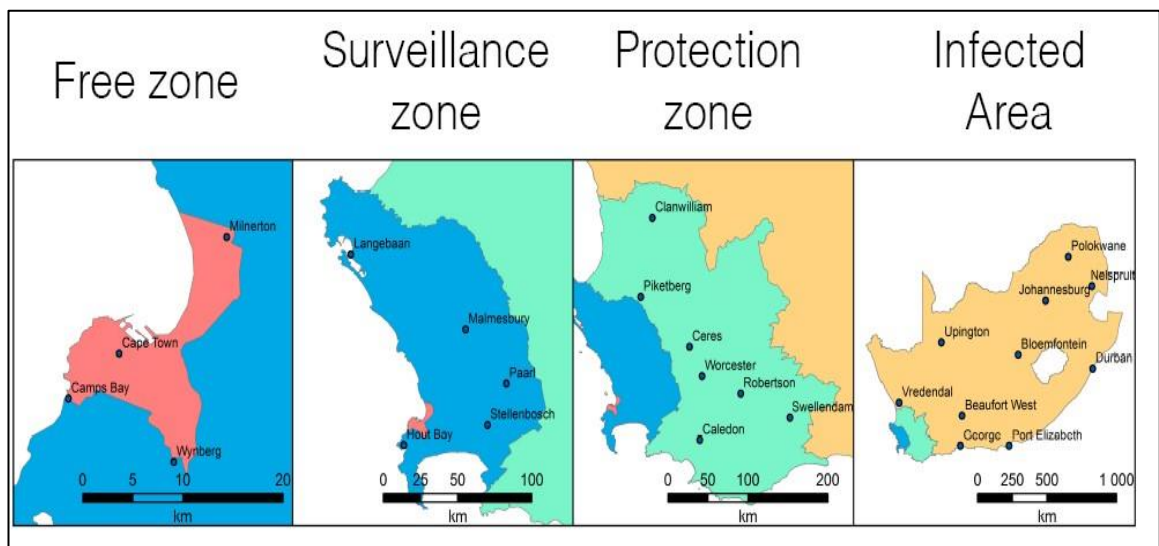 Free zone
Surveillance
zone
Protection
zone
Infected
Area
Milnerton
Cape Town
Camps Bay
Wynberg
0 5 10 20
km
Langebaan
Malmesbury
Paarl
Stellenbosch
Hout Bay
0 25 50 100
km
Clanwilliam
Piketberg
Ceres
Worcester
Robertson
Swellendam
Caledon
0 50 100 200
km
Polokwane
Nelspruit
Johannesburg
Upington
Bloemfontein
Durban
Vredendal
Beaufort West
George
Port Elizabeth
0 250 500 1 000
km